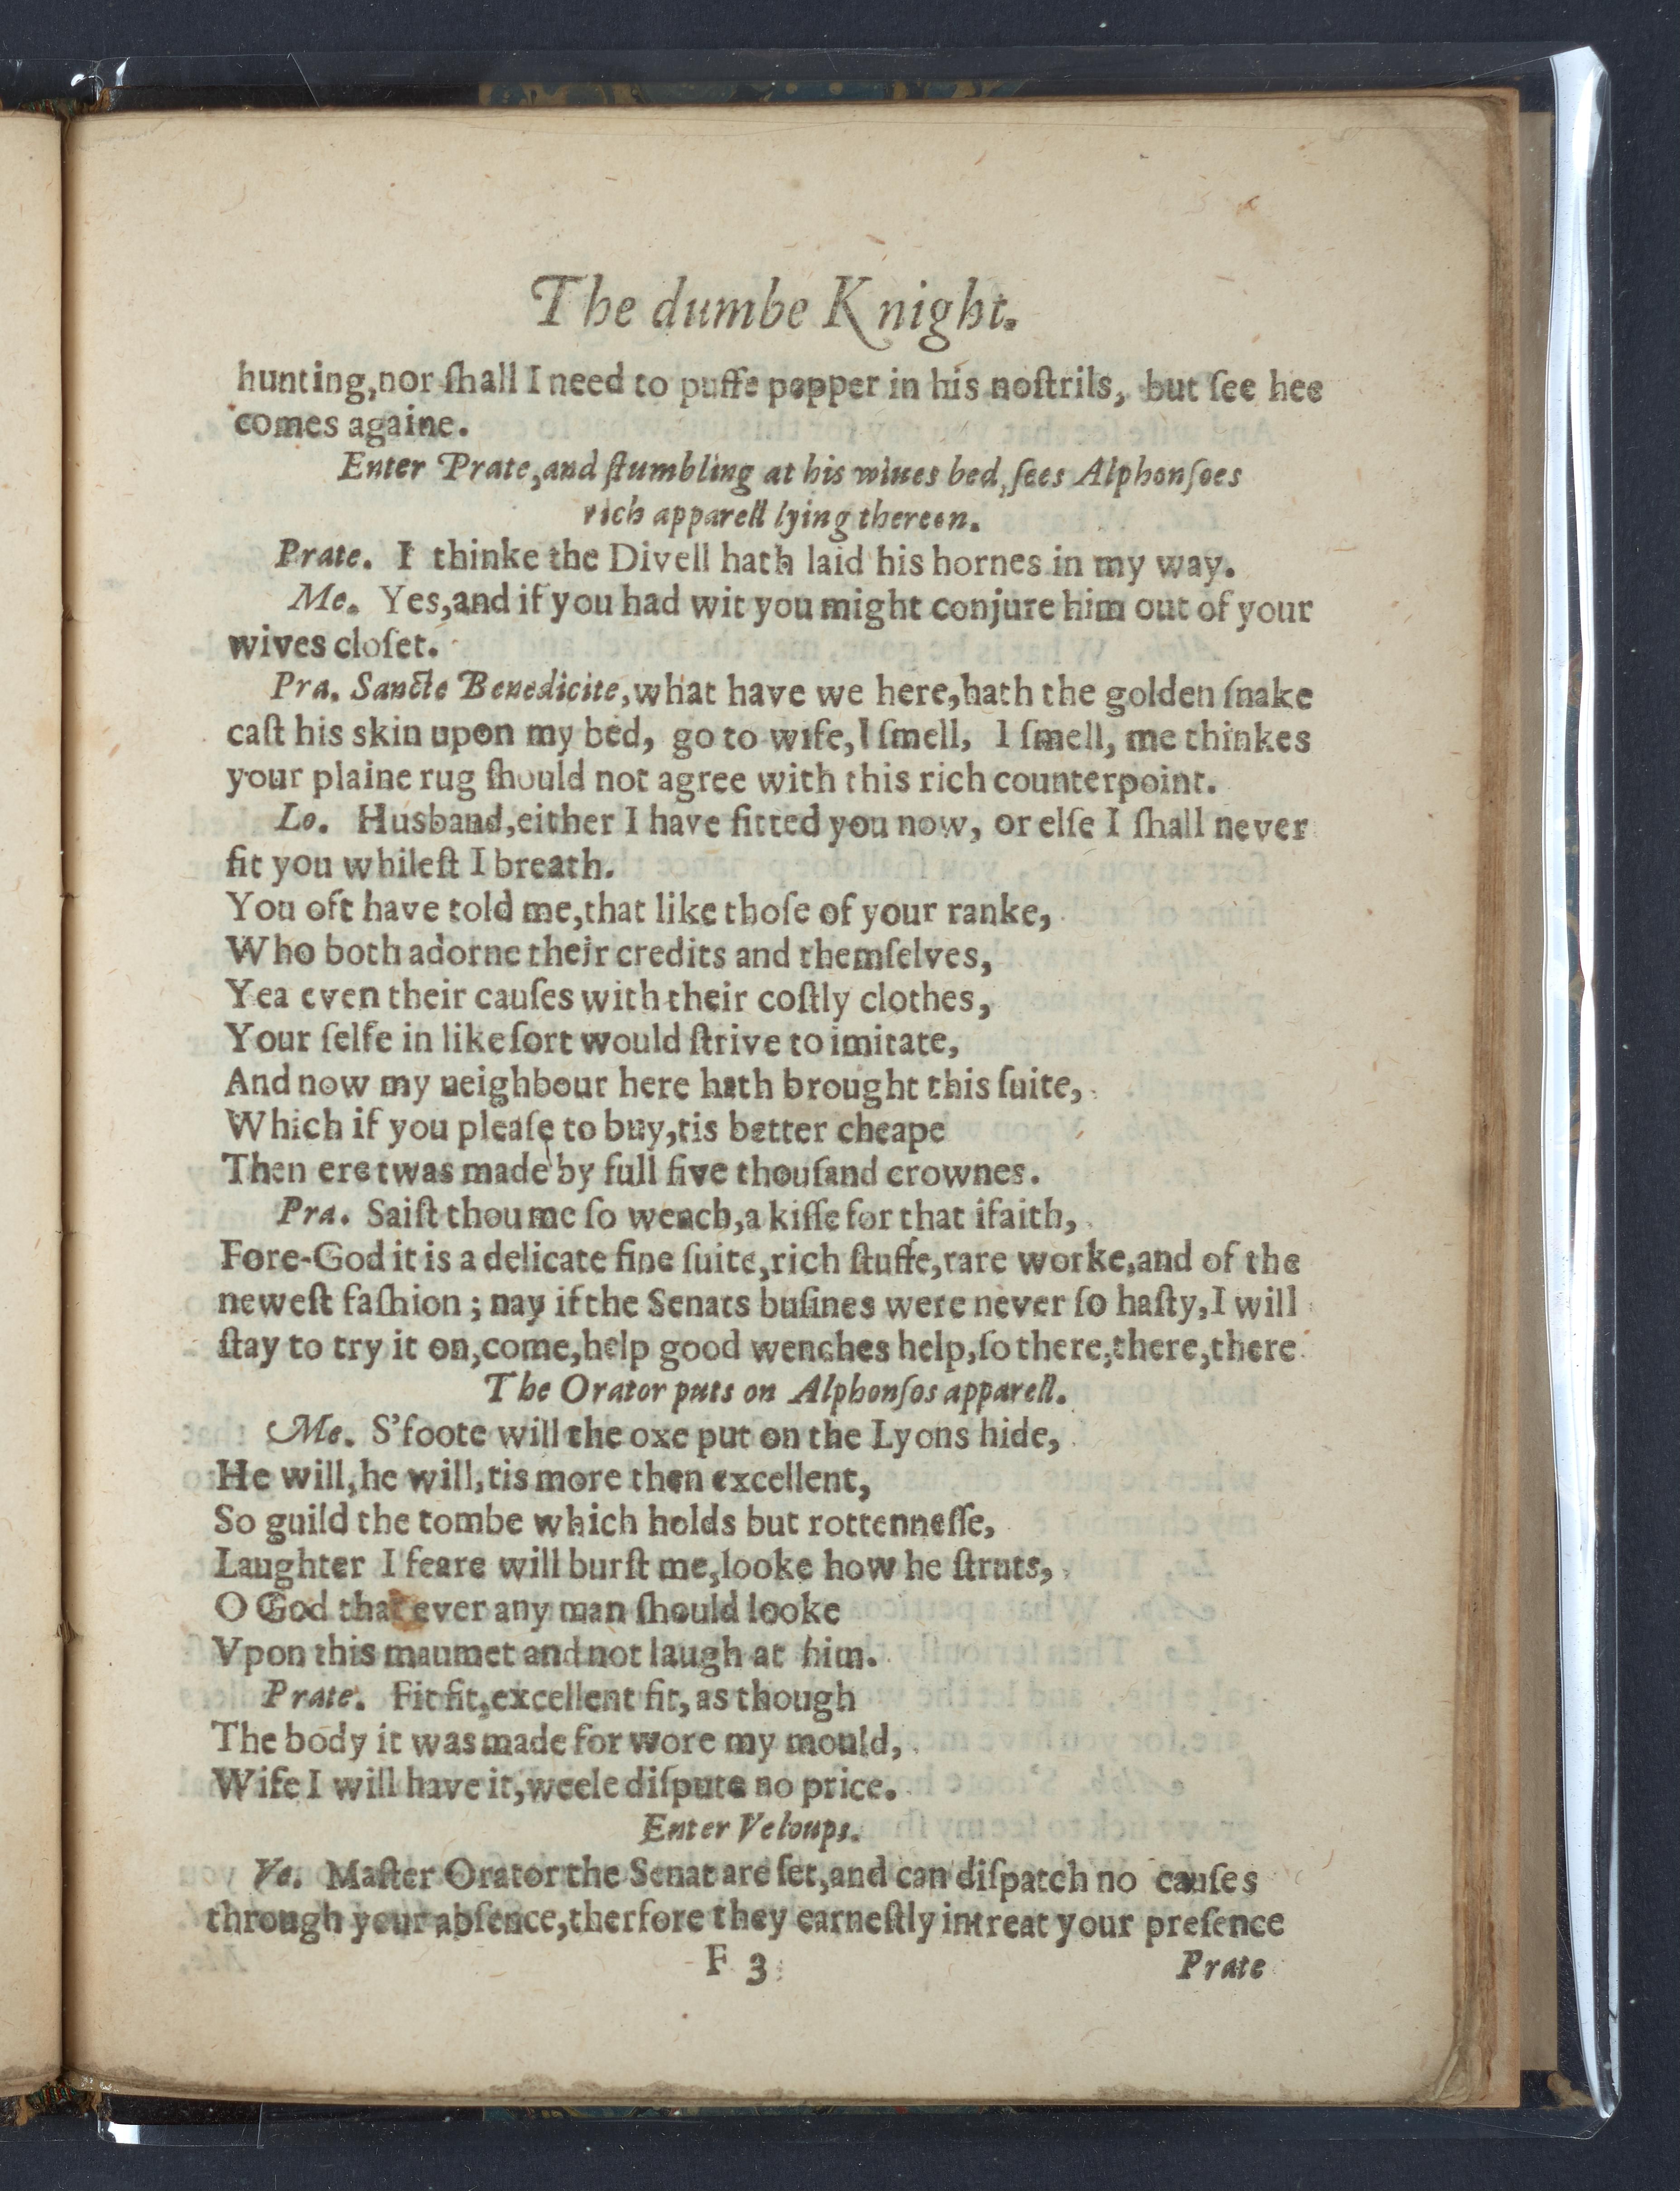 The dumbe Knight.
hunting,nor ſhall I need to puffe pepper in his noſtrils, but ſee hee
comes againe.
Enter Prate,and ſtumbling at his wiues bed,ſees Alphonſoes
rich apparell lying thereon.
Prate. I thinke the Divell hath laid his hornes in my way.
Me. Yes,and if you had wit you might conjure him out of your
wives cloſet.
Pra. Sancte Benedicite,what have we here,hath the golden ſnake
caſt his skin upon my bed, go to wife,I ſmell, I ſmell, me thinkes
your plaine rug ſhould not agree with this rich counterpoint.
Lo. Husband,either I have fitted you now, or elſe I ſhall never
fit you whileſt I breath.
You oft have told me,that like thoſe of your ranke,
Who both adorne their credits and themſelves,
Yea even their cauſes with their coſtly clothes,
Your ſelfe in like ſort would ſtrive to imitate,
And now my neighbour here hath brought this ſuite,
Which if you pleaſe to buy,tis better cheape
Then ere twas made by full five thouſand crownes.
Pra. Saiſt thou me ſo wench,a kiſſe for that ifaith,
Fore-God it is a delicate fine ſuite,rich ſtuffe,rare worke,and of the
neweſt faſhion ; nay if the Senats buſines were never ſo haſty,I will
ſtay to try it on,come,help good wenches help,ſo there,there,there
The Orator puts on Alphonſos apparell.
Me. S'foote will the oxe put on the Lyons hide,
He will,he will,tis more then excellent,
So guild the tombe which holds but rottenneſſe,
Laughter I feare will burſt me,looke how he ſtruts,
O God that ever any man ſhould looke
Vpon this maumet and not laugh at him.
Prate. Fit fit,excellent fit, as though
The body it was made for wore my mould,
Wife I will have it,weele diſpute no price.
Enter Veloups.
Ve. Maſter Orator the Senat are ſet,and can diſpatch no cauſes
through your abſence,therfore they earneſtly intreat your preſence
F 3
Prate